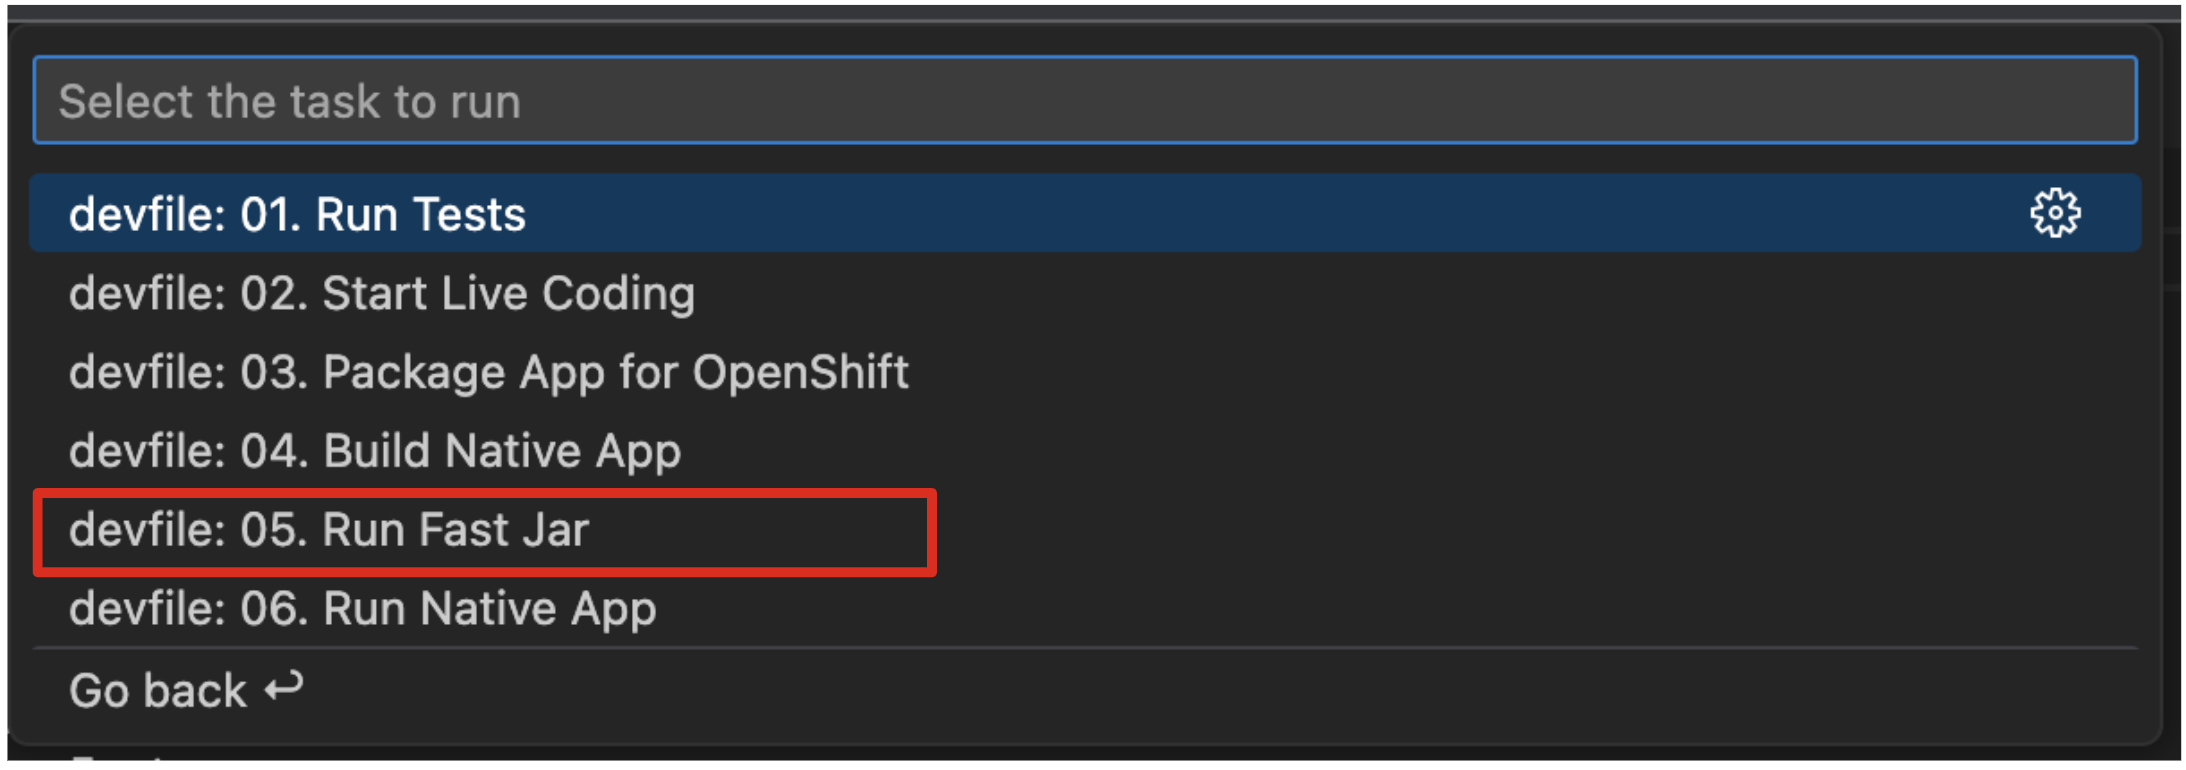 Select the task to run
devfile: 01. Run Tests
devfile: 02. Start Live Coding
devfile: 03. Package App for OpenShift
devfile: 04. Build Native App
devfile: 05. Run Fast Jar
devfile: 06. Run Native App
Go back ↩